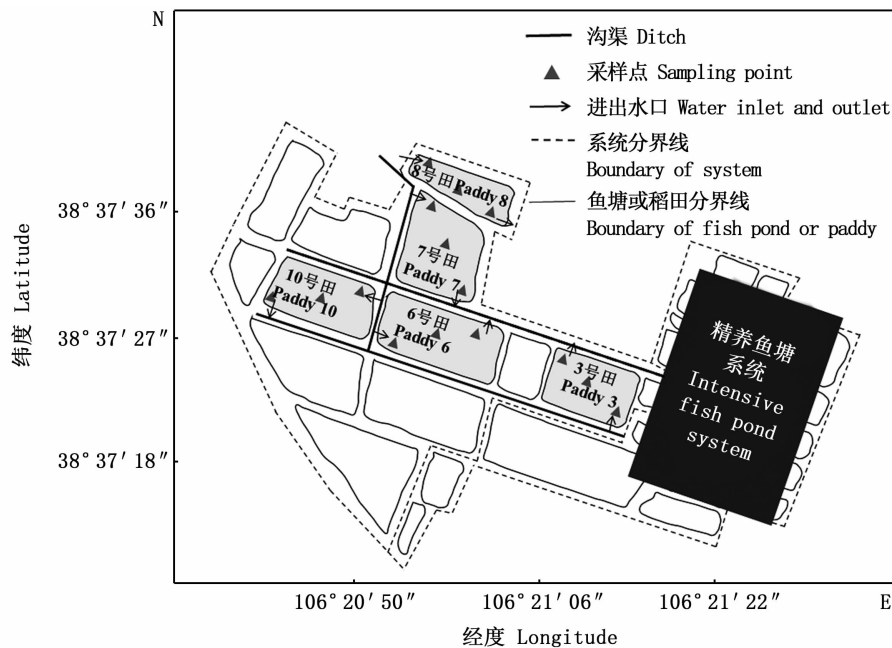 N
沟渠 Ditch
采样点 Sampling point
进出水口 Water inlet and outlet
系统分界线
Boundary of system
鱼塘或稻田分界线
Boundary of fish pond or paddy
8号田 Paddy 8
7号田
Paddy 7
10号田
Paddy 10
6号田
Paddy 6
3号田
Paddy 3
精养鱼塘
系统
Intensive
fish pond
system
纬度 Latitude
38° 37′ 36″
38° 37′ 27″
38° 37′ 18″
106° 20′ 50″
106° 21′ 06″
106° 21′ 22″
E
经度 Longitude